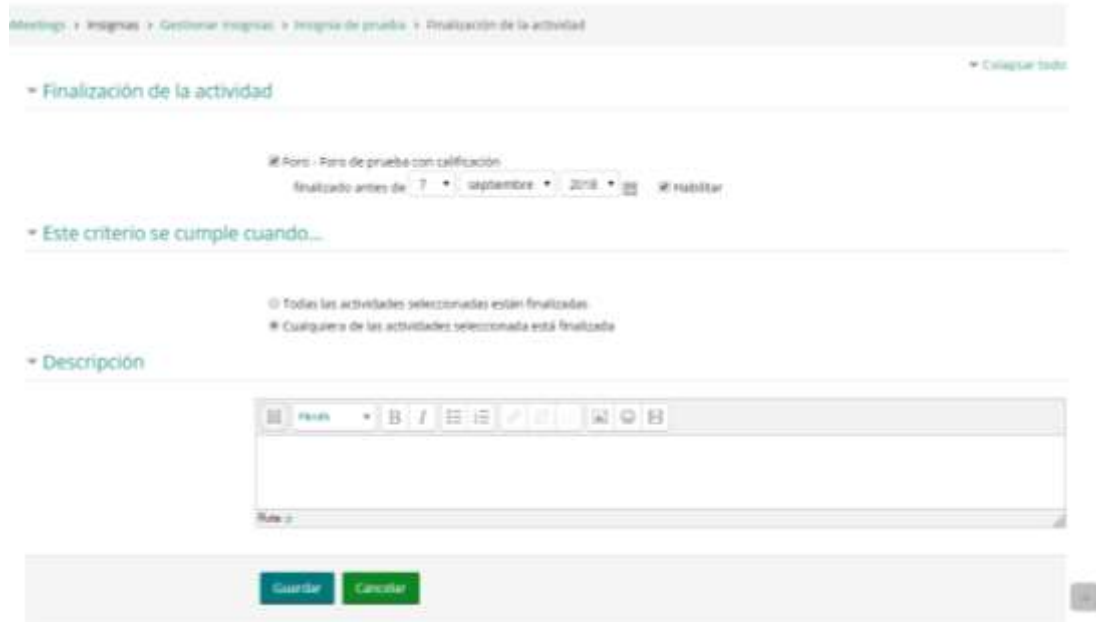 > Insignias > Gestionar insignias > Insignia de prueba > Finalización de la actividad
Colapsar todo
Finalización de la actividad
Foro - Foro de prueba con calificación
finalizado antes de 7 septiembre 2018 Habilitar
Este criterio se cumple cuando...
Todas las actividades seleccionadas están finalizadas
Cualquiera de las actividades seleccionada está finalizada
Descripción
B I
Ruta: p
Guardar Cancelar